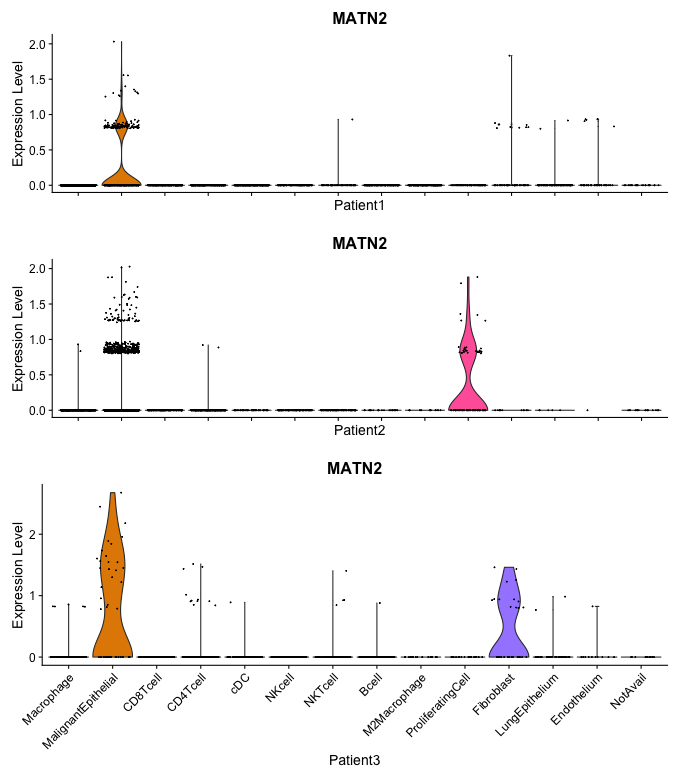 MATN2
Expression Level
2.0
1.5
1.0
0.5
0.0
Patient1
MATN2
Expression Level
2.0
1.5
1.0
0.5
0.0
Patient2
MATN2
Expression Level
2
1
0
Macrophage
MalignantEpithelial
CD8Tcell
CD4Tcell
cDC
NKcell
NKTcell
Bcell
M2Macrophage
ProliferatingCell
Fibroblast
LungEpithelium
Endothelium
NotAvail
Patient3